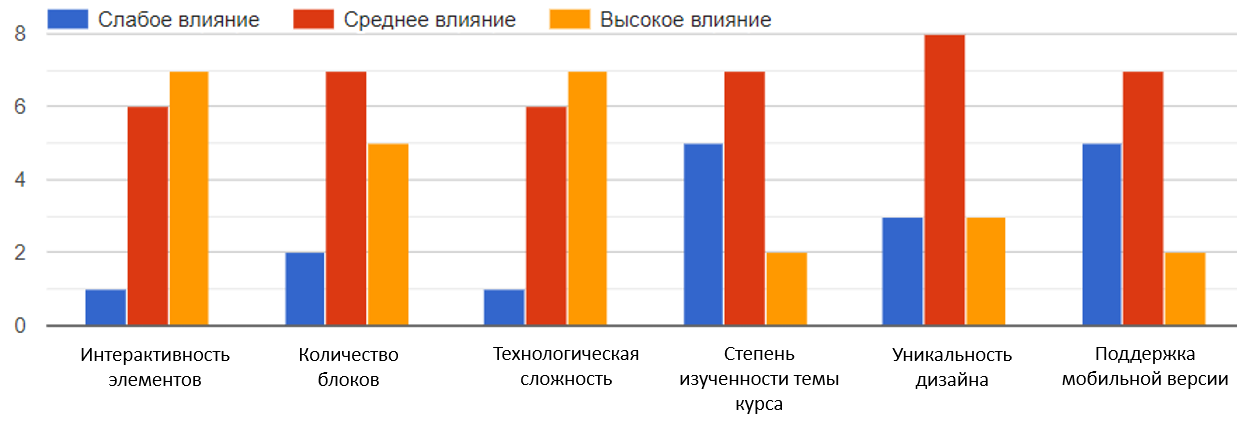 Слабое влияние Среднее влияние Высокое влияние
8
6
4
2
0
Интерактивность
элементов
Количество
блоков
Технологическая
сложность
Степень
изученности темы
курса
Уникальность
дизайна
Поддержка
мобильной версии